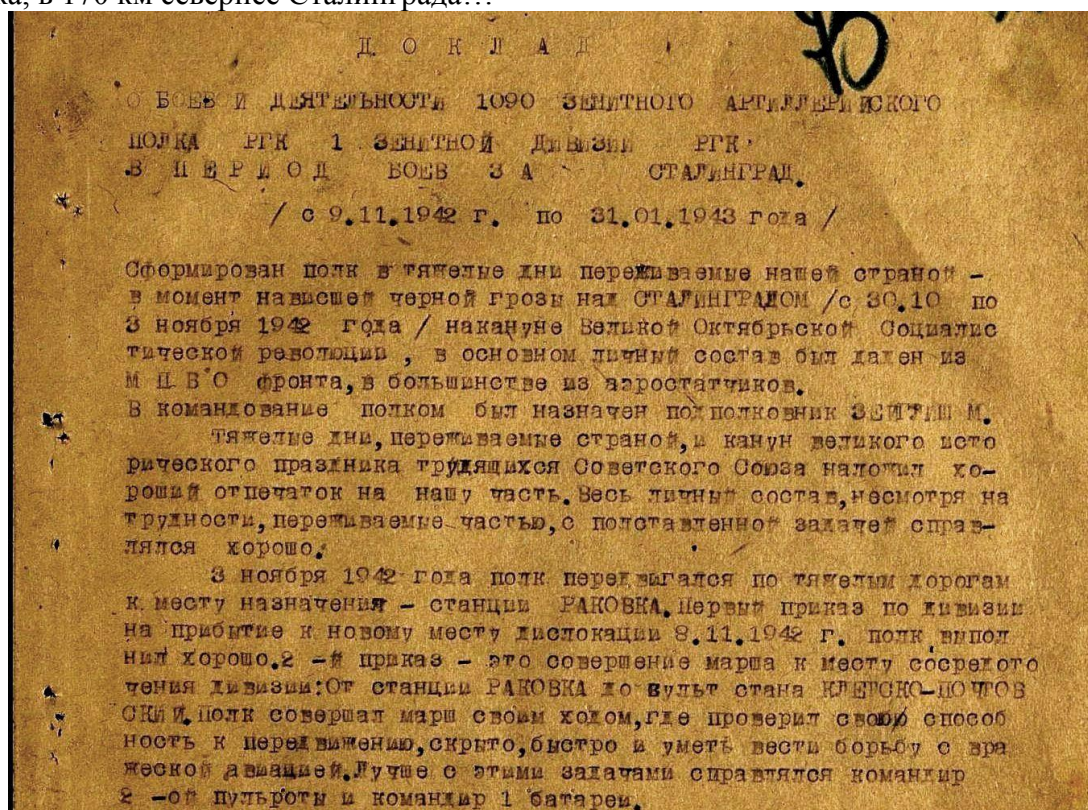 ка, в 170 км севернее Сталинграда…
70
Д О К Л А Д
О БОЕВ И ДЕЯТЕЛЬНОСТИ 1090 ЗЕНИТНОГО АРТИЛЛЕРИЙСКОГО
ПОЛКА РГК 1 ЗЕНИТНОЙ ДИВИЗИИ РГК
В П Е Р И О Д БОЕВ З А СТАЛИНГРАД.
/ с 9.11.1942 г. по 31.01.1943 года /
Сформирован полк в тяжелые дни переживаемые нашей страной –
в момент нависшей черной грозы над СТАЛИНГРАДОМ /с 30.10 по
3 ноября 1942 года / накануне Великой Октябрьской Социалис
тической революции , в основном личный состав был дален из
М П В О фронта, в большинстве из аэростатчиков.
В командование полком был назначен подполковник М.
Тяжелые дни, переживаемые страной, и канун великого исто
рического праздника трудящихся Советского Союза наложил хо-
роший отпечаток на нашу часть. Весь личный состав, несмотря на
трудности, переживаемые частью, с поставленной задачей справ-
лялся хорошо.
3 ноября 1942 года полк передвигался по тяжелым дорогам
к месту назначения – станции РАКОВКА. Первый приказ по дивизии
на прибытие к новому месту дислокации 8.11.1942 г. полк выпол
нил хорошо. 2 –й приказ – это совершение марша к месту сосредото
чения дивизии: От станции РАКОВКА до культ стана КЛЕТСКО-ПОЧТОВ
СКИЙ. Полк совершал марш своим ходом, где проверил свою способ
ность к передвижению, скрыто, быстро и уметь вести борьбу с вра
жеской авиацией. Лучше с этими задачами справлялся командир
2 –ой пульроты и командир 1 батареи.